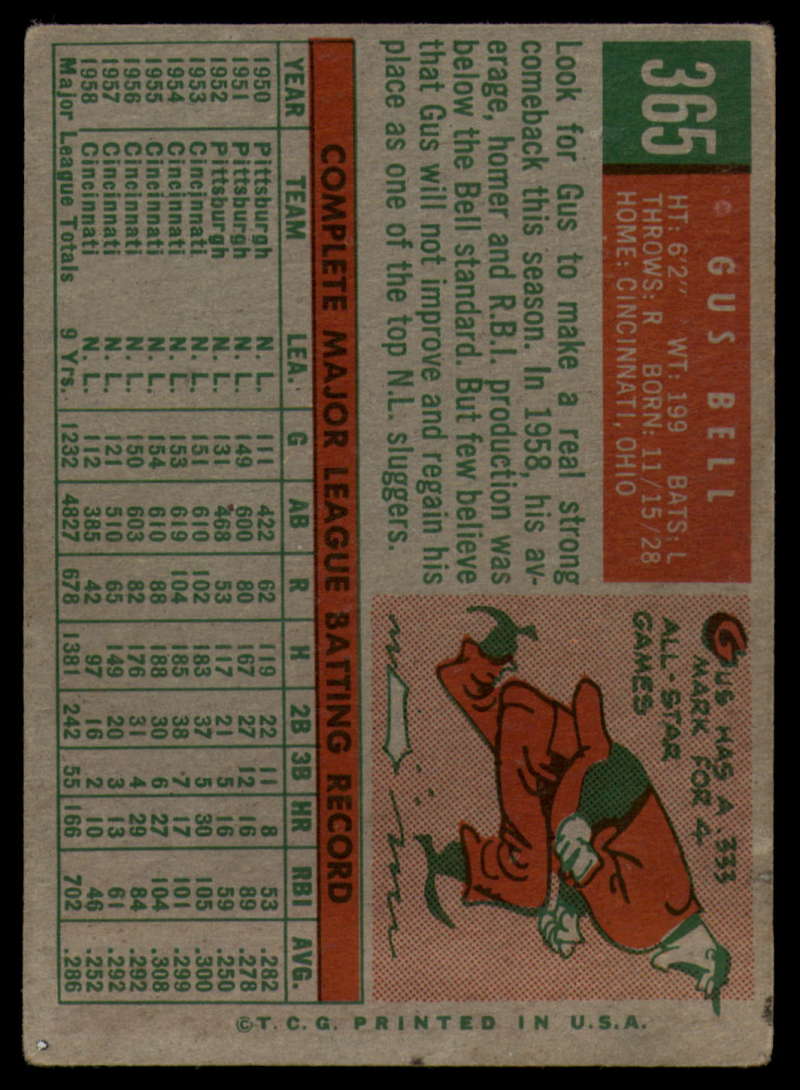 365
GUS BELL
HT: 6'2" WT: 199 BATS: L
THROWS: R BORN: 11/15/28
HOME: CINCINNATI, OHIO
Look for Gus to make a real strong
comeback this season. In 1958, his av-
erage, homer and R.B.I. production was
below the Bell standard. But few believe
that Gus will not improve and regain his
place as one of the top N.L. sluggers.
GUS HAS A .333
MARK FOR 4
ALL-STAR
GAMES
COMPLETE MAJOR LEAGUE BATTING RECORD
YEAR TEAM LEA. G AB R H 2B 3B HR RBI AVG.
1950 Pittsburgh N. L. 111 422 62 119 22 11 8 53 .282
1951 Pittsburgh N. L. 149 600 80 167 27 12 16 89 .278
1952 Pittsburgh N. L. 131 468 53 117 21 5 16 59 .250
1953 Cincinnati N. L. 151 610 102 183 37 5 30 105 .300
1954 Cincinnati N. L. 153 619 104 185 38 7 17 101 .299
1955 Cincinnati N. L. 154 610 88 188 30 6 27 104 .308
1956 Cincinnati N. L. 150 603 82 176 31 4 29 84 .292
1957 Cincinnati N. L. 121 510 65 149 20 3 13 61 .292
1958 Cincinnati N. L. 112 385 42 97 16 2 10 46 .252
Major League Totals 9 Yrs. 1232 4827 678 1381 242 55 166 702 .286
©T.C.G. PRINTED IN U.S.A.